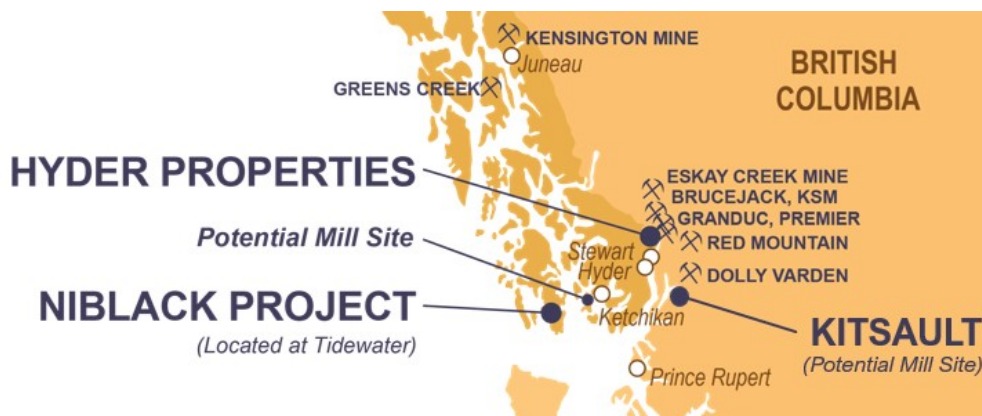 KENSINGTON MINE
Juneau
BRITISH
COLUMBIA
GREENS CREEK
HYDER PROPERTIES
ESKAY CREEK MINE
BRUCEJACK, KSM
GRANDUC, PREMIER
Potential Mill Site
RED MOUNTAIN
Stewart
Hyder
DOLLY VARDEN
NIBLACK PROJECT
(Located at Tidewater)
Ketchikan
KITSAULT
(Potential Mill Site)
Prince Rupert